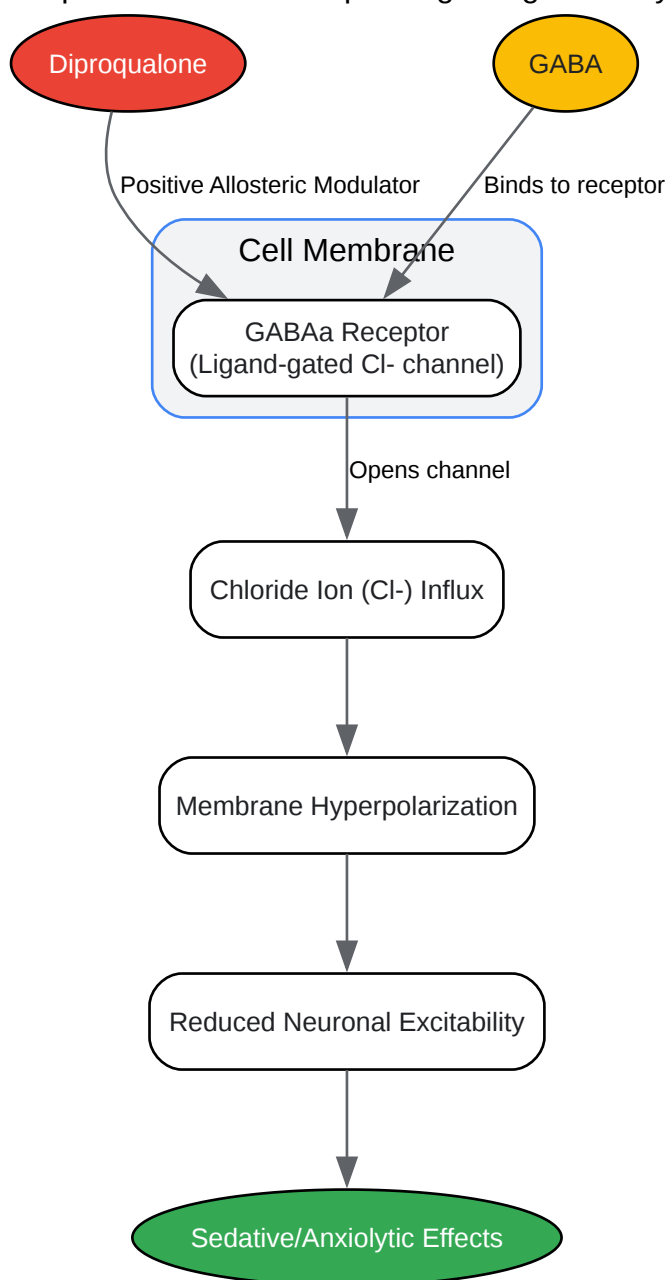 Diproqualone
GABA
Positive Allosteric Modulator
Binds to receptor
Cell Membrane
GABAa Receptor
(Ligand-gated Cl- channel)
Opens channel
Chloride Ion (Cl-) Influx
Membrane Hyperpolarization
Reduced Neuronal Excitability
Sedative/Anxiolytic Effects